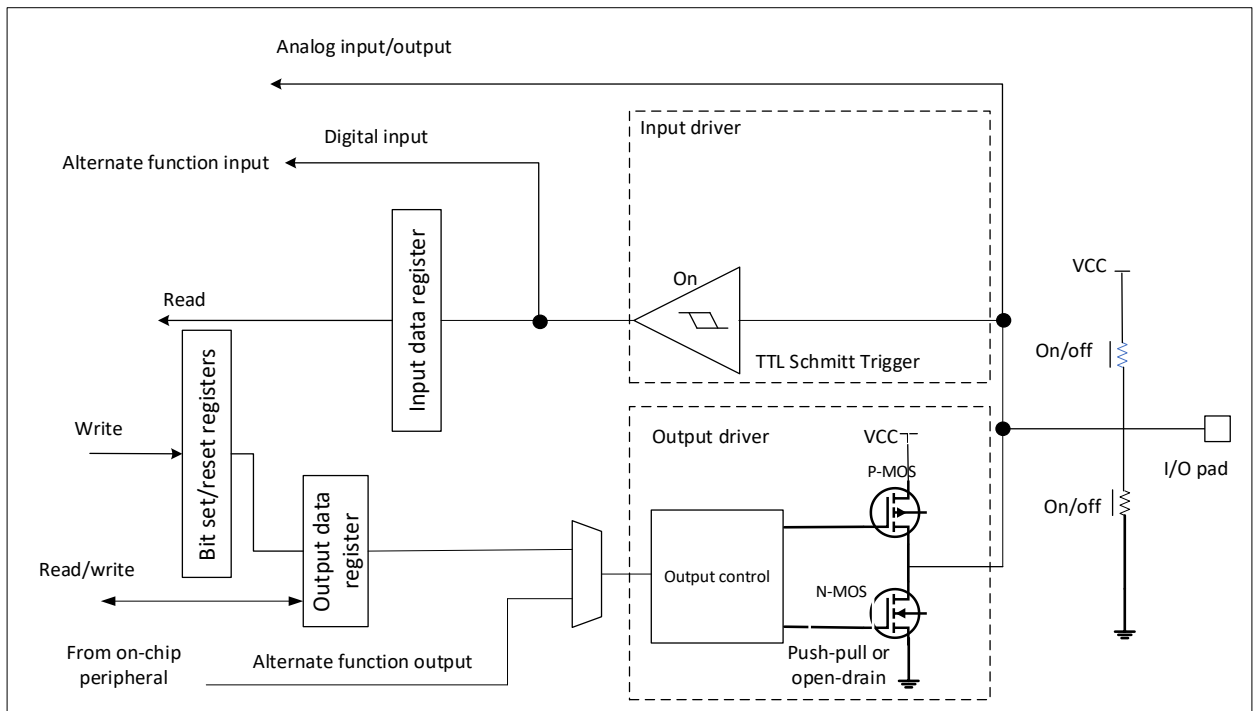 Analog input/output
Input driver
Digital input
Alternate function input
On
Input data register
VCC
Read
On/off
TTL Schmitt Trigger
Bit set/reset registers
Write
Output driver
VCC
P-MOS
I/O pad
Output data
register
On/off
Read/write
Output control
N-MOS
From on-chip
peripheral
Alternate function output
Push-pull or
open-drain